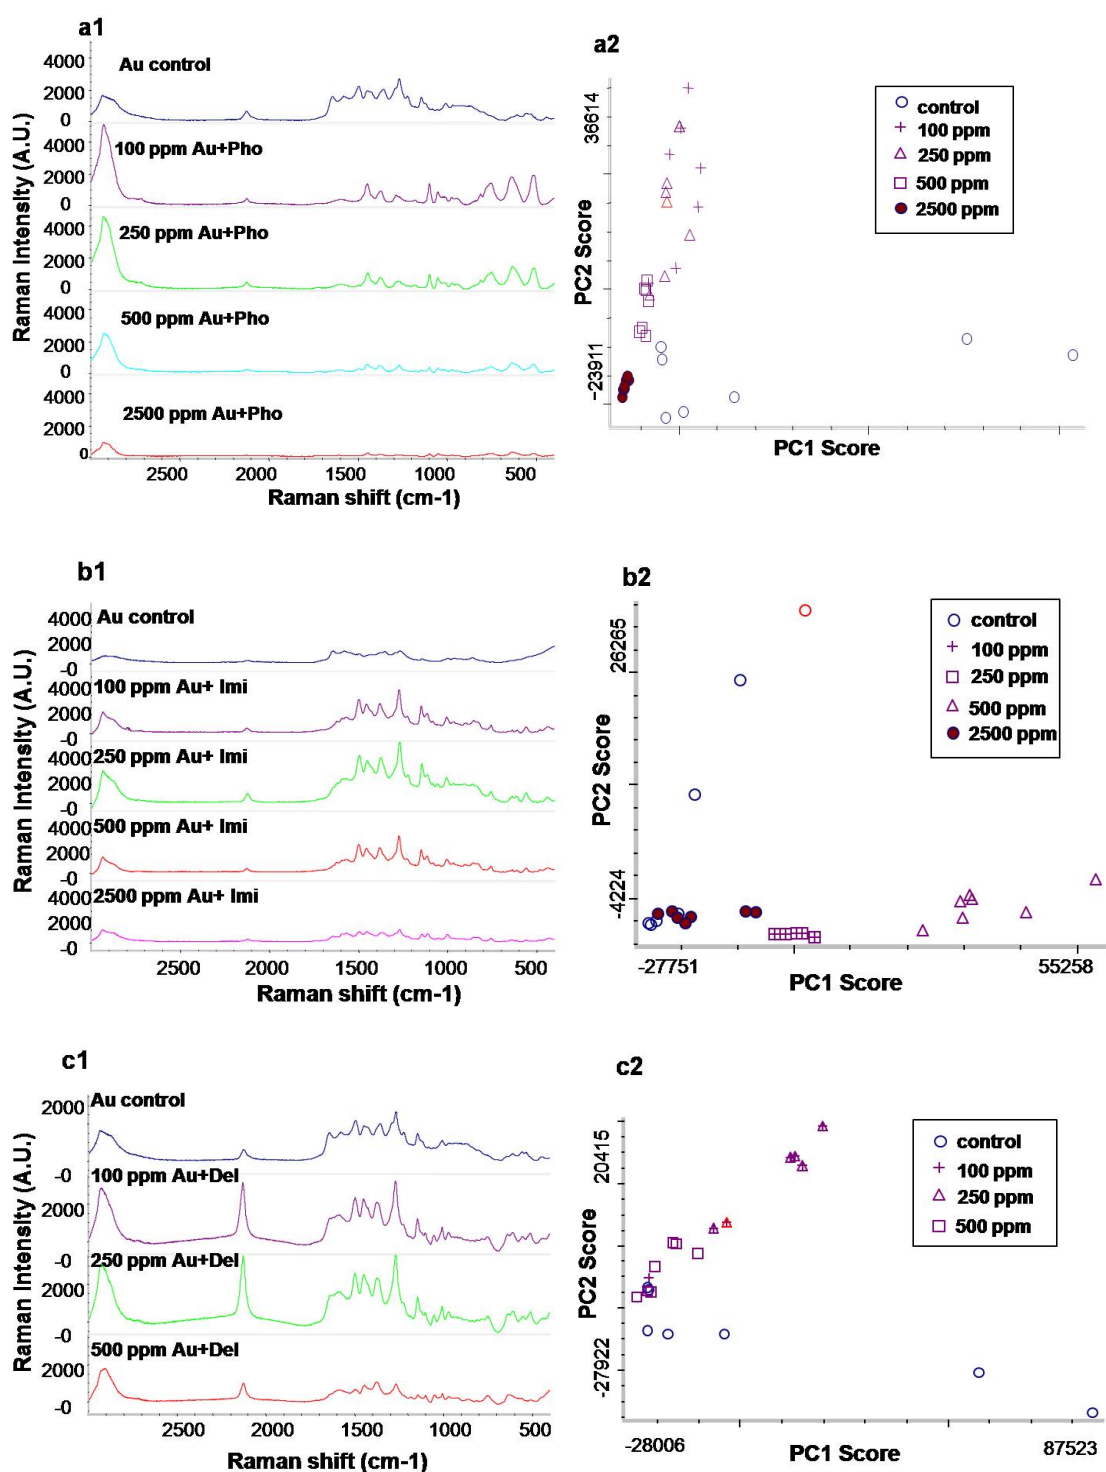 a1
4000
2000
0
Au control
4000
2000
0
100 ppm Au+Pho
4000
2000
0
250 ppm Au+Pho
4000
2000
0
500 ppm Au+Pho
4000
2000
0
2500 ppm Au+Pho
Raman Intensity (A.U.)
2500 2000 1500 1000 500
Raman shift (cm-1)
a2
36614
-23911
PC2 Score
PC1 Score
control
100 ppm
250 ppm
500 ppm
2500 ppm
b1
4000
2000
-0
Au control
4000
2000
-0
100 ppm Au+ Imi
4000
2000
-0
250 ppm Au+ Imi
4000
2000
-0
500 ppm Au+ Imi
4000
2000
-0
2500 ppm Au+ Imi
Raman Intensity (A.U.)
2500 2000 1500 1000 500
Raman shift (cm-1)
b2
26265
-4224
PC2 Score
-27751 55258
PC1 Score
control
100 ppm
250 ppm
500 ppm
2500 ppm
c1
2000
-0
Au control
2000
-0
100 ppm Au+Del
2000
-0
250 ppm Au+Del
2000
-0
500 ppm Au+Del
Raman Intensity (A.U.)
2500 2000 1500 1000 500
Raman shift (cm-1)
c2
20415
-27922
PC2 Score
-28006 87523
PC1 Score
control
100 ppm
250 ppm
500 ppm